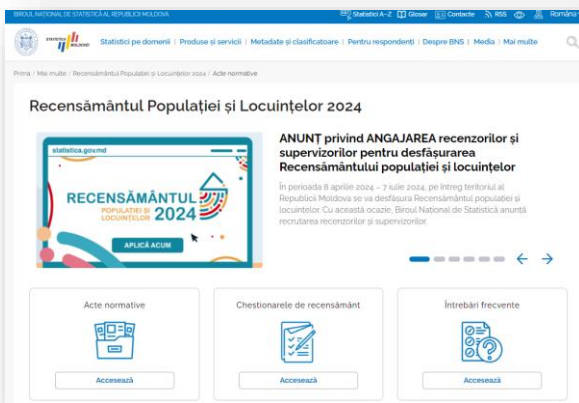 BIROUL NAȚIONAL DE STATISTICĂ AL REPUBLICII MOLDOVA
Statistici A-Z Glosar Contacte RSS Română
STATISTICA MOLDOVEI
Statistici pe domenii | Produse și servicii | Metadate și clasificatoare | Pentru respondenți | Despre BNS | Media | Mai multe
Prima / Mai multe / Recensământul Populației și Locuințelor 2024 / Acte normative
Recensământul Populației și Locuințelor 2024
statistica.gov.md
RECENSĂMÂNTUL
POPULAȚIEI ȘI
LOCUINȚELOR 2024
APLICĂ ACUM
ANUNȚ privind ANGAJAREA recenzorilor și
supervizorilor pentru desfășurarea
Recensământului populației și locuințelor
În perioada 8 aprilie 2024 – 7 iulie 2024, pe întreg teritoriul al
Republicii Moldova se va desfășura Recensământul populației și
locuințelor. Cu această ocazie, Biroul Național de Statistică anunță
recrutarea recenzorilor și supervizorilor.
Acte normative
Chestionarele de recensământ
Întrebări frecvente
Accesează
Accesează
Accesează